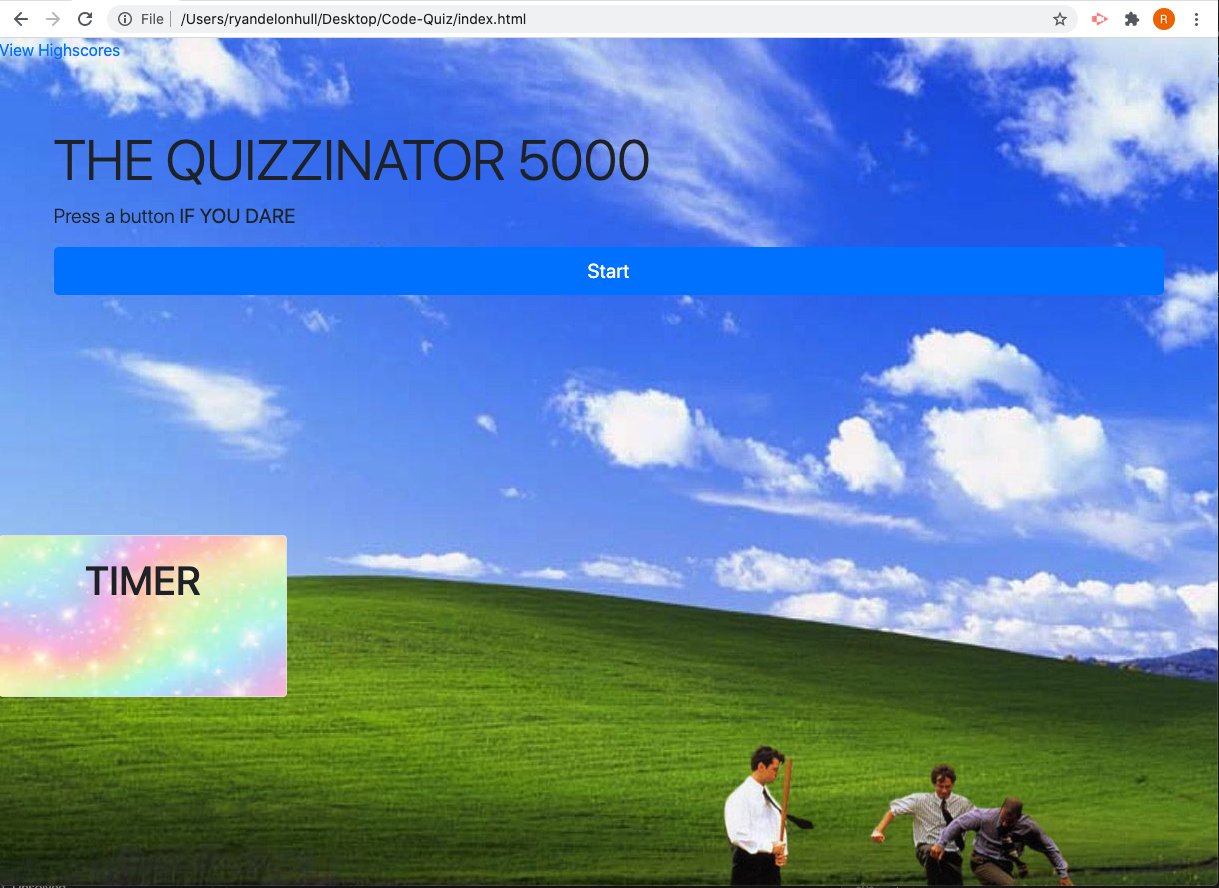 File
/Users/ryandelonhull/Desktop/Code-Quiz/index.html
R
View Highscores
THE QUIZZINATOR 5000
Press a button IF YOU DARE
Start
TIMER